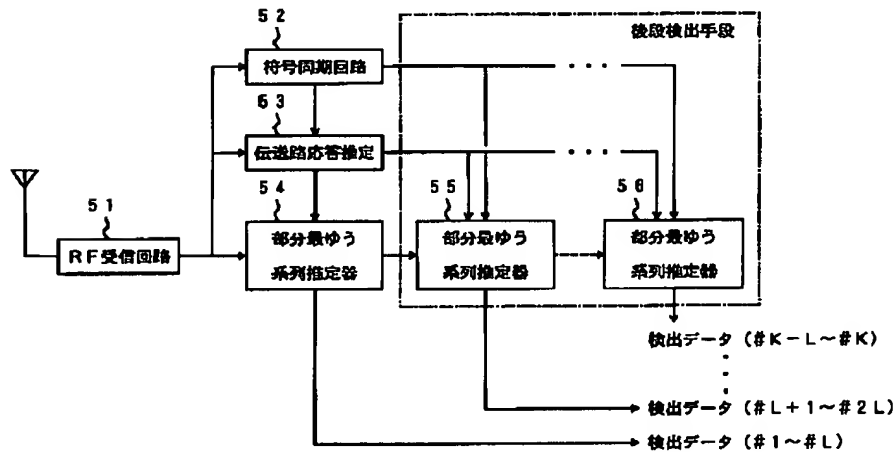 52
後段検出手段
符号同期回路
・・・
53
伝送路応答推定
・・・
51
54
55
56
RF受信回路
部分最ゆう
系列推定器
部分最ゆう
系列推定器
部分最ゆう
系列推定器
検出データ(#K-L~#K)
・
・
・
検出データ(#L+1~#2L)
検出データ(#1~#L)